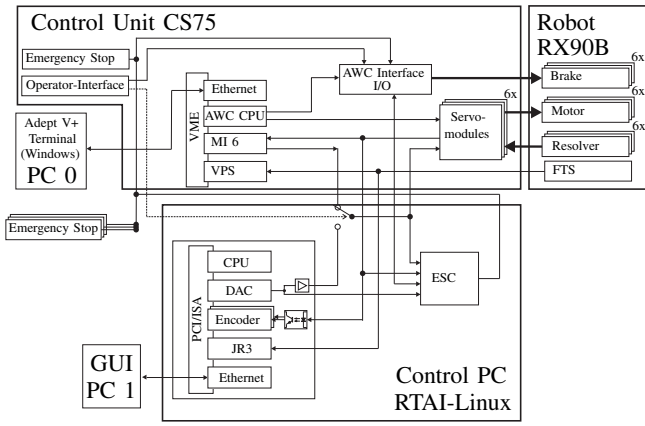 Control Unit CS75
Robot
RX90B
Emergency Stop
Operator-Interface
AWC Interface
I/O
6x
Brake
Ethernet
6x
6x
AWC CPU
Motor
VME
MI 6
Servo-
modules
6x
Resolver
VPS
FTS
Adept V+
Terminal
(Windows)
PC 0
Emergency Stop
PCI/ISA
CPU
DAC
ESC
Encoder
JR3
Ethernet
GUI
PC 1
Control PC
RTAI-Linux